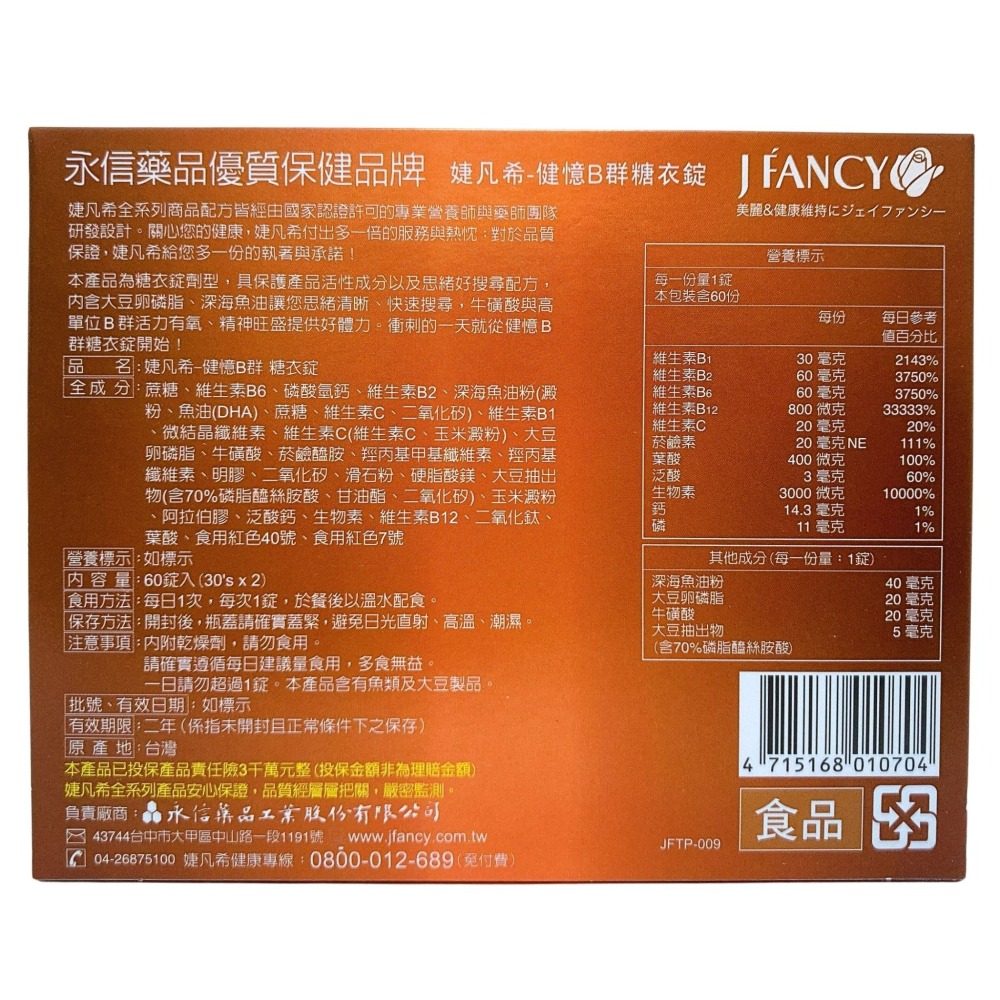 永信藥品優質保健品牌 婕凡希-健憶B群糖衣錠
J FANCY
美麗&健康維持にジェイファンシー
婕凡希全系列商品配方皆經由國家認證許可的專業營養師與藥師團隊
研發設計。關心您的健康，婕凡希付出多一倍的服務與熱忱；對於品質
保證，婕凡希給您多一份的執著與承諾！
本產品為糖衣錠劑型，具保護產品活性成分以及思緒好搜尋配方，
內含大豆卵磷脂、深海魚油讓您思緒清晰、快速搜尋，牛磺酸與高
單位B群活力有氧、精神旺盛提供好體力。衝刺的一天就從健憶B
群糖衣錠開始！
品名：婕凡希-健憶B群 糖衣錠
全成分：蔗糖、維生素B6、磷酸氫鈣、維生素B2、深海魚油粉(澱
粉、魚油(DHA)、蔗糖、維生素C、二氧化矽)、維生素B1
、微結晶纖維素、維生素C(維生素C、玉米澱粉)、大豆
卵磷脂、牛磺酸、菸鹼醯胺、羥丙基甲基纖維素、羥丙基
纖維素、明膠、二氧化矽、滑石粉、硬脂酸鎂、大豆抽出
物(含70%磷脂醯絲胺酸、甘油酯、二氧化矽)、玉米澱粉
、阿拉伯膠、泛酸鈣、生物素、維生素B12、二氧化鈦、
葉酸、食用紅色40號、食用紅色7號
營養標示：如標示
內容量：60錠入(30's x 2)
食用方法：每日1次，每次1錠，於餐後以溫水配食。
保存方法：開封後，瓶蓋請確實蓋緊，避免日光直射、高溫、潮濕。
注意事項：內附乾燥劑，請勿食用。
請確實遵循每日建議量食用，多食無益。
一日請勿超過1錠。本產品含有魚類及大豆製品。
批號、有效日期：如標示
有效期限：二年(係指未開封且正常條件下之保存)
原產地：台灣
本產品已投保產品責任險3千萬元整(投保金額非為理賠金額)
婕凡希全系列產品安心保證，品質經層層把關，嚴密監測。
負責廠商：永信藥品工業股份有限公司
43744台中市大甲區中山路一段1191號 www.jfancy.com.tw
04-26875100 婕凡希健康專線：0800-012-689(免付費)
營養標示
每一份量1錠
本包裝含60份
每份 每日參考
值百分比
維生素B1 30 毫克 2143%
維生素B2 60 毫克 3750%
維生素B6 60 毫克 3750%
維生素B12 800 微克 33333%
維生素C 20 毫克 20%
菸鹼素 20 毫克NE 111%
葉酸 400 微克 100%
泛酸 3 毫克 60%
生物素 3000 微克 10000%
鈣 14.3 毫克 1%
磷 11 毫克 1%
其他成分(每一份量：1錠)
深海魚油粉 40 毫克
大豆卵磷脂 20 毫克
牛磺酸 20 毫克
大豆抽出物 5 毫克
(含70%磷脂醯絲胺酸)
4 715168 010704
食品
JFTP-009